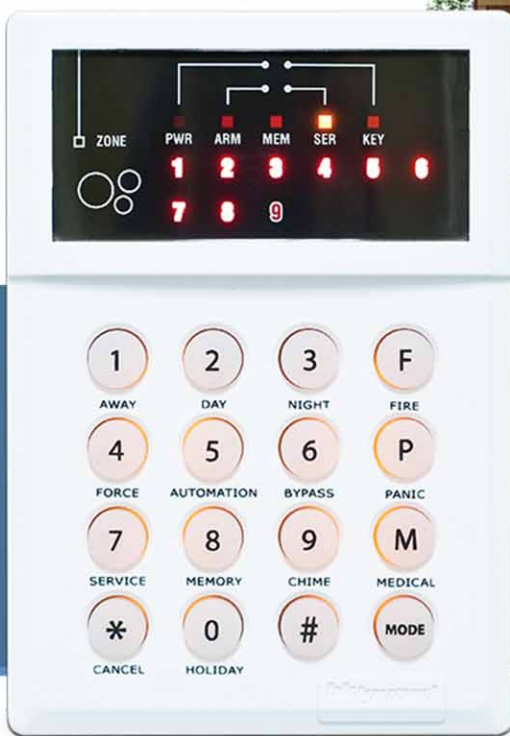 ZONE PWR ARM MEM SER KEY
1 2 3 4 5 6
7 8 9
1 2 3 F
AWAY DAY NIGHT FIRE
4 5 6 P
FORCE AUTOMATION BYPASS PANIC
7 8 9 M
SERVICE MEMORY CHIME MEDICAL
* 0 # MODE
CANCEL HOLIDAY